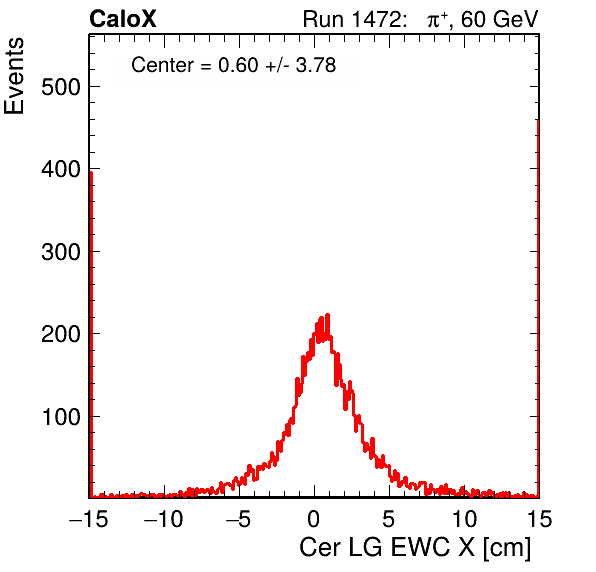 CaloX Run 1472: π⁺, 60 GeV
Center = 0.60 +/- 3.78
Events
500
400
300
200
100
−15 −10 −5 0 5 10 15
Cer LG EWC X [cm]